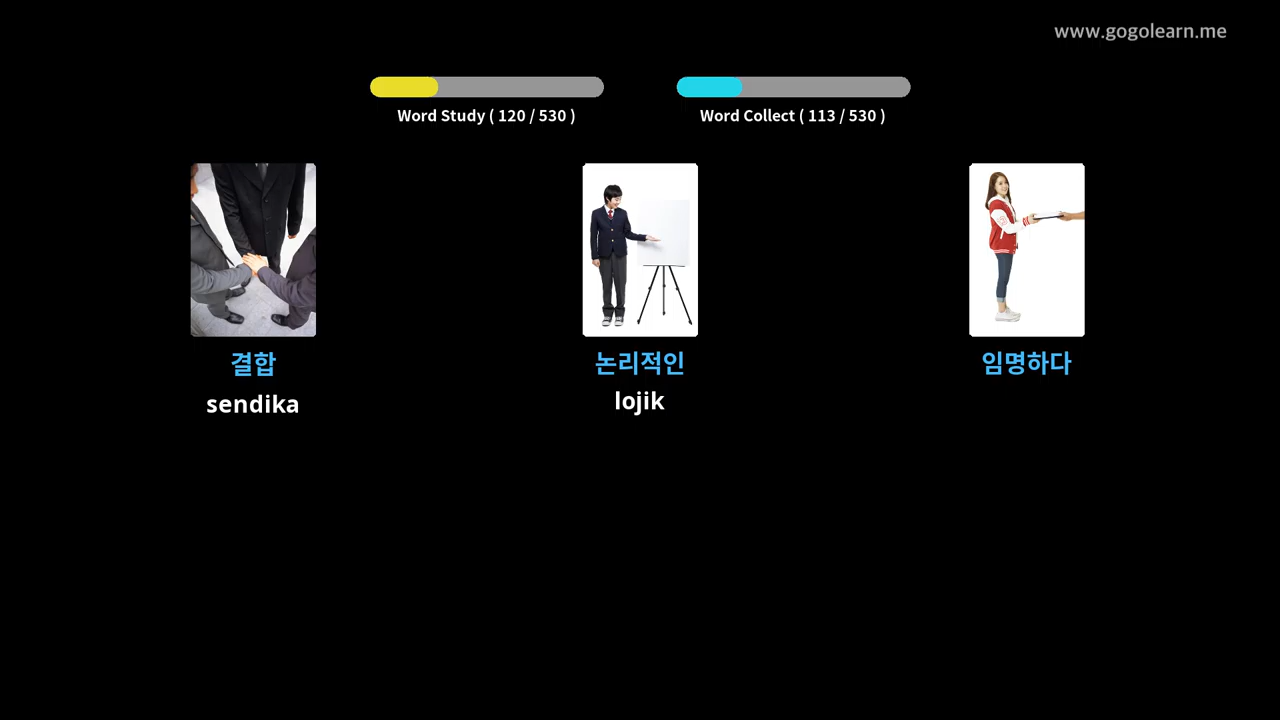 www.gogolearn.me
Word Study ( 120 / 530 )
Word Collect ( 113 / 530 )
결합
논리적인
임명하다
sendika
lojik